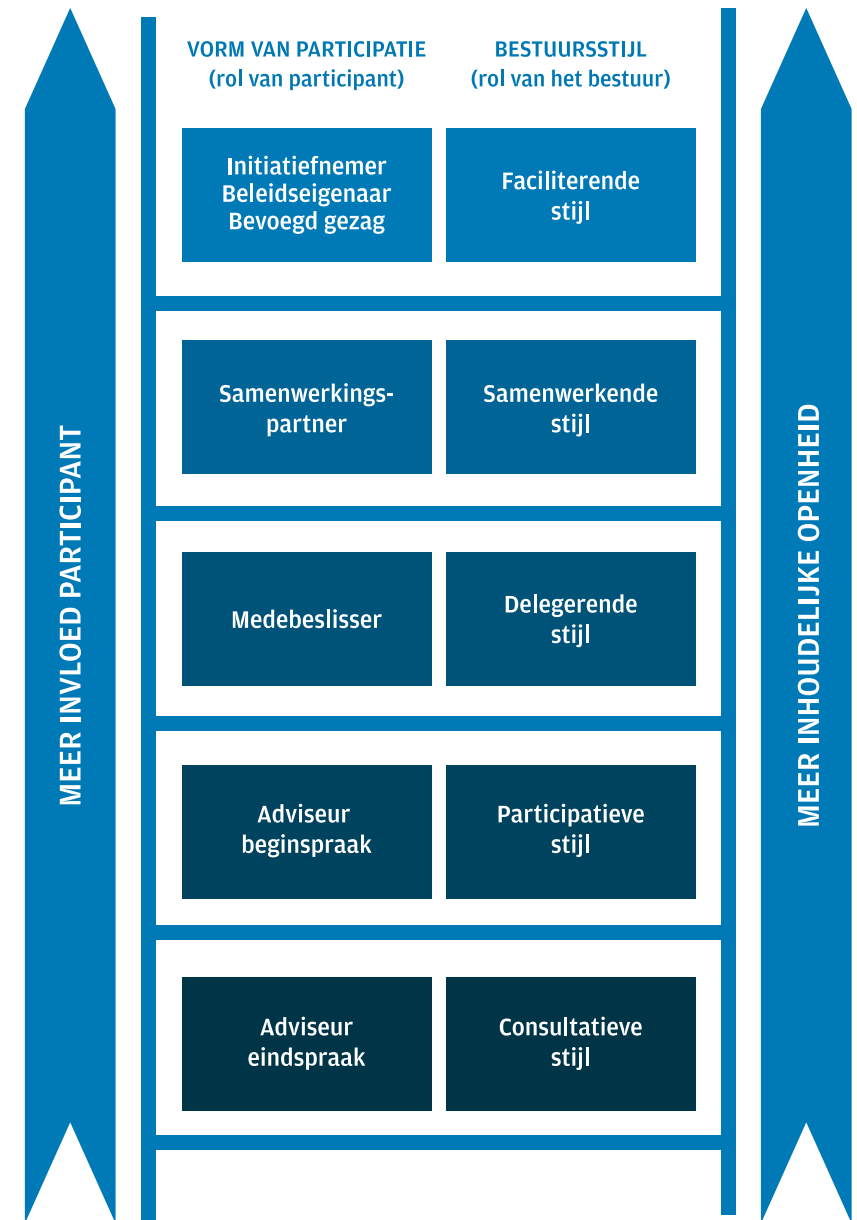 VORM VAN PARTICIPATIE
(rol van participant)
BESTUURSSTIJL
(rol van het bestuur)
Initiatiefnemer
Beleidseigenaar
Bevoegd gezag
Faciliterende
stijl
Samenwerkings-
partner
Samenwerkende
stijl
Medebeslisser
Delegerende
stijl
Adviseur
beginspraak
Participatieve
stijl
Adviseur
eindspraak
Consultatieve
stijl
MEER INVLOED PARTICIPANT
MEER INHOUDELIJKE OPENHEID